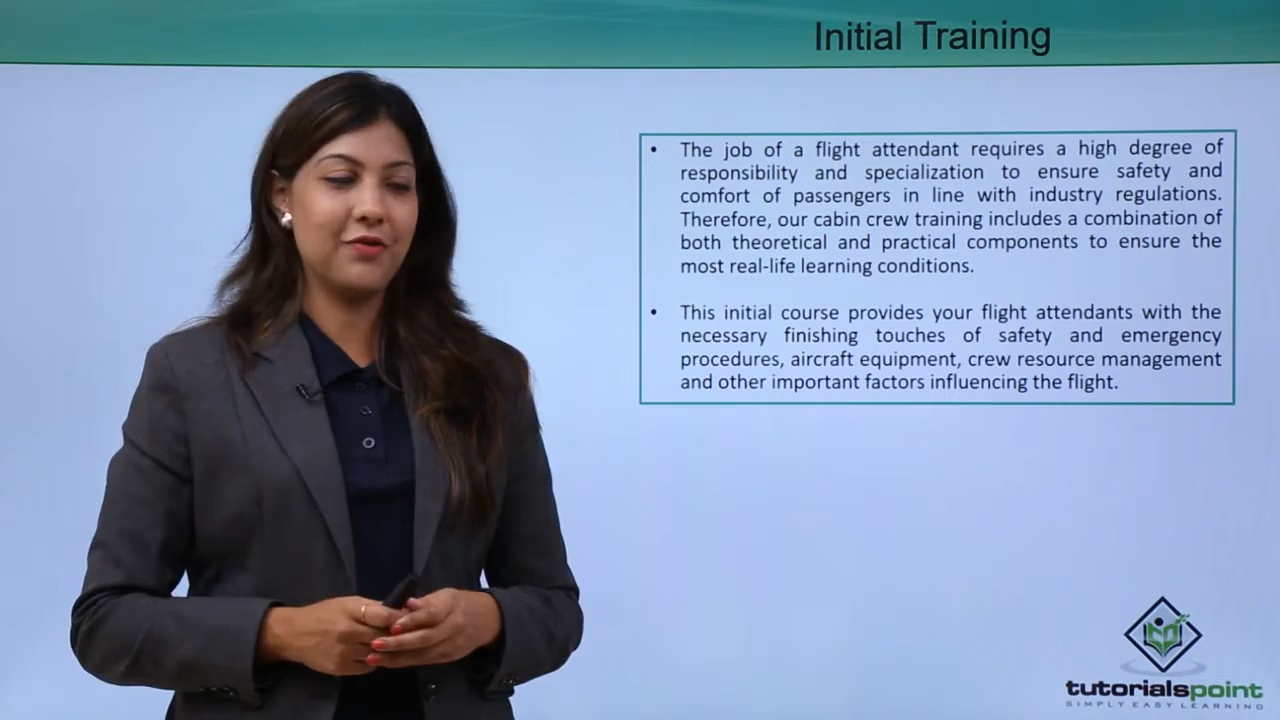 Initial Training
• The job of a flight attendant requires a high degree of
responsibility and specialization to ensure safety and
comfort of passengers in line with industry regulations.
Therefore, our cabin crew training includes a combination of
both theoretical and practical components to ensure the
most real-life learning conditions.
• This initial course provides your flight attendants with the
necessary finishing touches of safety and emergency
procedures, aircraft equipment, crew resource management
and other important factors influencing the flight.
tutorialspoint
SIMPLY EASY LEARNING